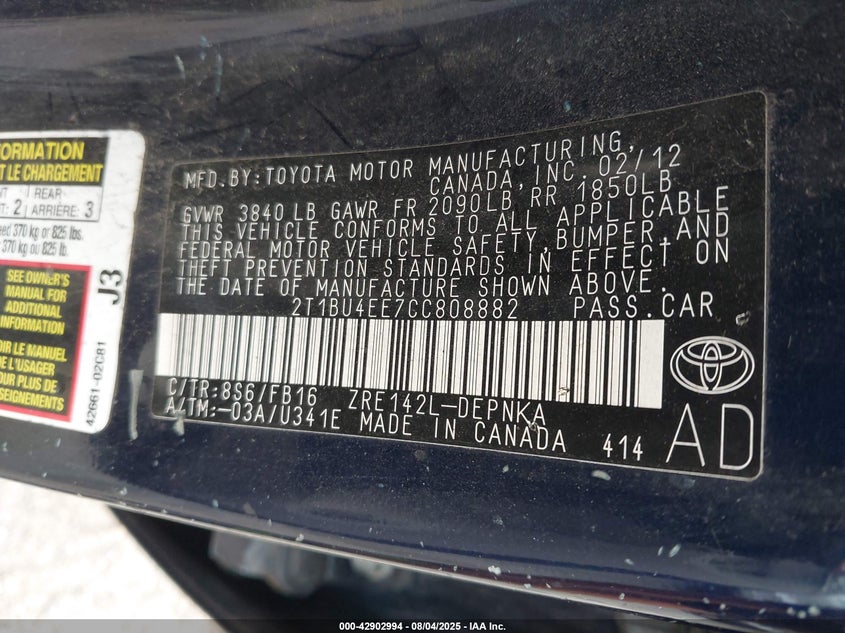 ORMATION
T LE CHARGEMENT
NT 2 REAR 3
ARRIÈRE
eed 370 kg or 825 lbs.
370 kg ou 825 lb.
SEE OWNER'S
MANUAL FOR
ADDITIONAL
INFORMATION
IR LE MANUEL
DE L'USAGER
OUR PLUS DE
SEIGNEMENTS
J3
42661-02C81
MFD.BY:TOYOTA MOTOR MANUFACTURING,
CANADA,INC. 02/12
GVWR 3840 LB GAWR FR 2090LB RR 1850LB
THIS VEHICLE CONFORMS TO ALL APPLICABLE
FEDERAL MOTOR VEHICLE SAFETY,BUMPER,AND
THEFT PREVENTION STANDARDS IN EFFECT ON
THE DATE OF MANUFACTURE SHOWN ABOVE.
2T1BU4EE7CC808882 PASS.CAR
C/TR:8S6/FB16 ZRE142L-DEPNKA
A/TM:-03A/U341E MADE IN CANADA 414
AD
000-42902994 - 08/04/2025 - IAA Inc.